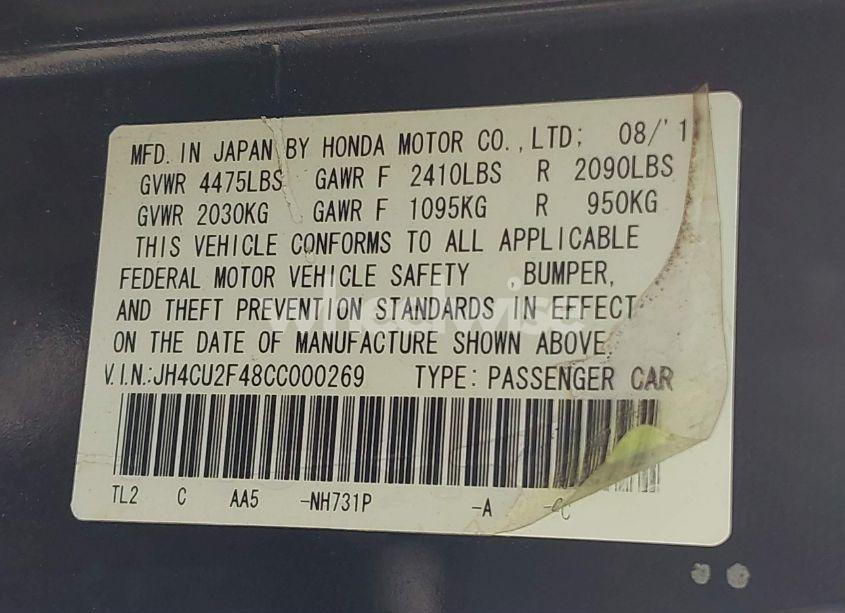 MFD. IN JAPAN BY HONDA MOTOR CO., LTD; 08/'1
GVWR 4475LBS GAWR F 2410LBS R 2090LBS
GVWR 2030KG GAWR F 1095KG R 950KG
THIS VEHICLE CONFORMS TO ALL APPLICABLE
FEDERAL MOTOR VEHICLE SAFETY ,BUMPER,
AND THEFT PREVENTION STANDARDS IN EFFECT
ON THE DATE OF MANUFACTURE SHOWN ABOVE.
V.I.N.:JH4CU2F48CC000269 TYPE: PASSENGER CAR
TL2 C AA5 -NH731P -A -C